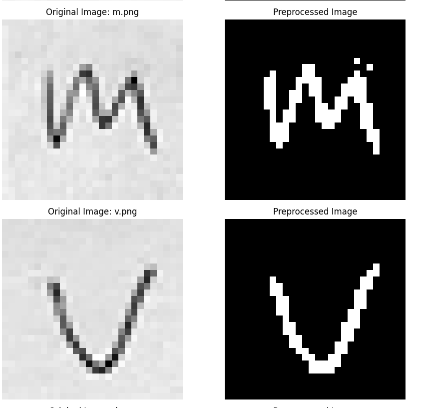 Original Image: m.png Preprocessed Image
m m
Original Image: v.png Preprocessed Image
v v